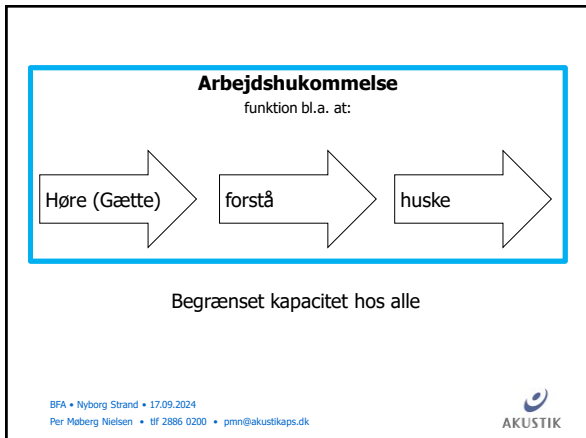 Arbejdshukommelse
funktion bl.a. at:
Høre (Gætte)
forstå
huske
Begrænset kapacitet hos alle
BFA • Nyborg Strand • 17.09.2024
Per Møberg Nielsen • tlf 2886 0200 • pmn@akustikaps.dk
AKUSTIK